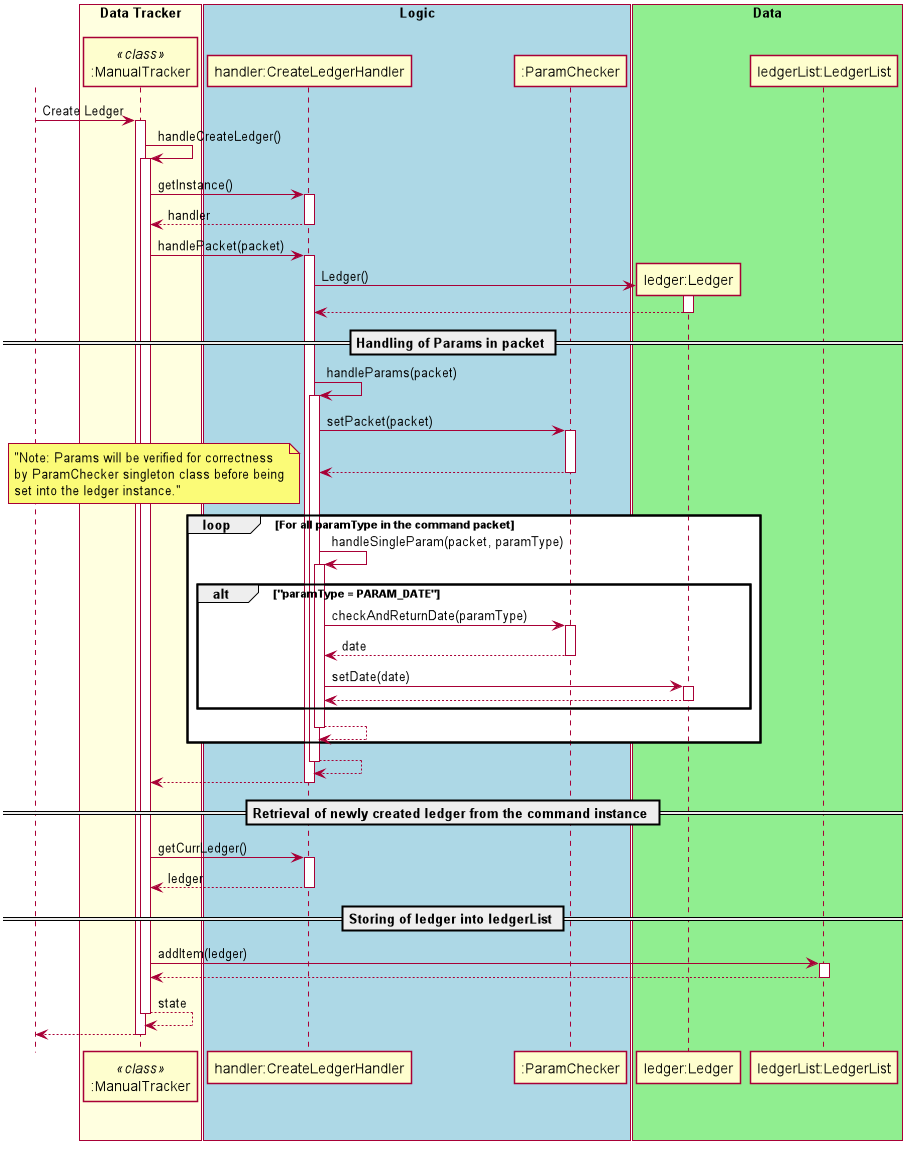 Data Tracker
Logic
Data
«class»
:ManualTracker
handler:CreateLedgerHandler
:ParamChecker
ledgerList:LedgerList
Create Ledger
handleCreateLedger()
getInstance()
handler
handlePacket(packet)
Ledger()
ledger:Ledger
Handling of Params in packet
handleParams(packet)
setPacket(packet)
"Note: Params will be verified for correctness
by ParamChecker singleton class before being
set into the ledger instance."
loop
[For all paramType in the command packet]
handleSingleParam(packet, paramType)
alt
["paramType = PARAM_DATE"]
checkAndReturnDate(paramType)
date
setDate(date)
Retrieval of newly created ledger from the command instance
getCurrLedger()
ledger
Storing of ledger into ledgerList
addItem(ledger)
state
«class»
:ManualTracker
handler:CreateLedgerHandler
:ParamChecker
ledger:Ledger
ledgerList:LedgerList